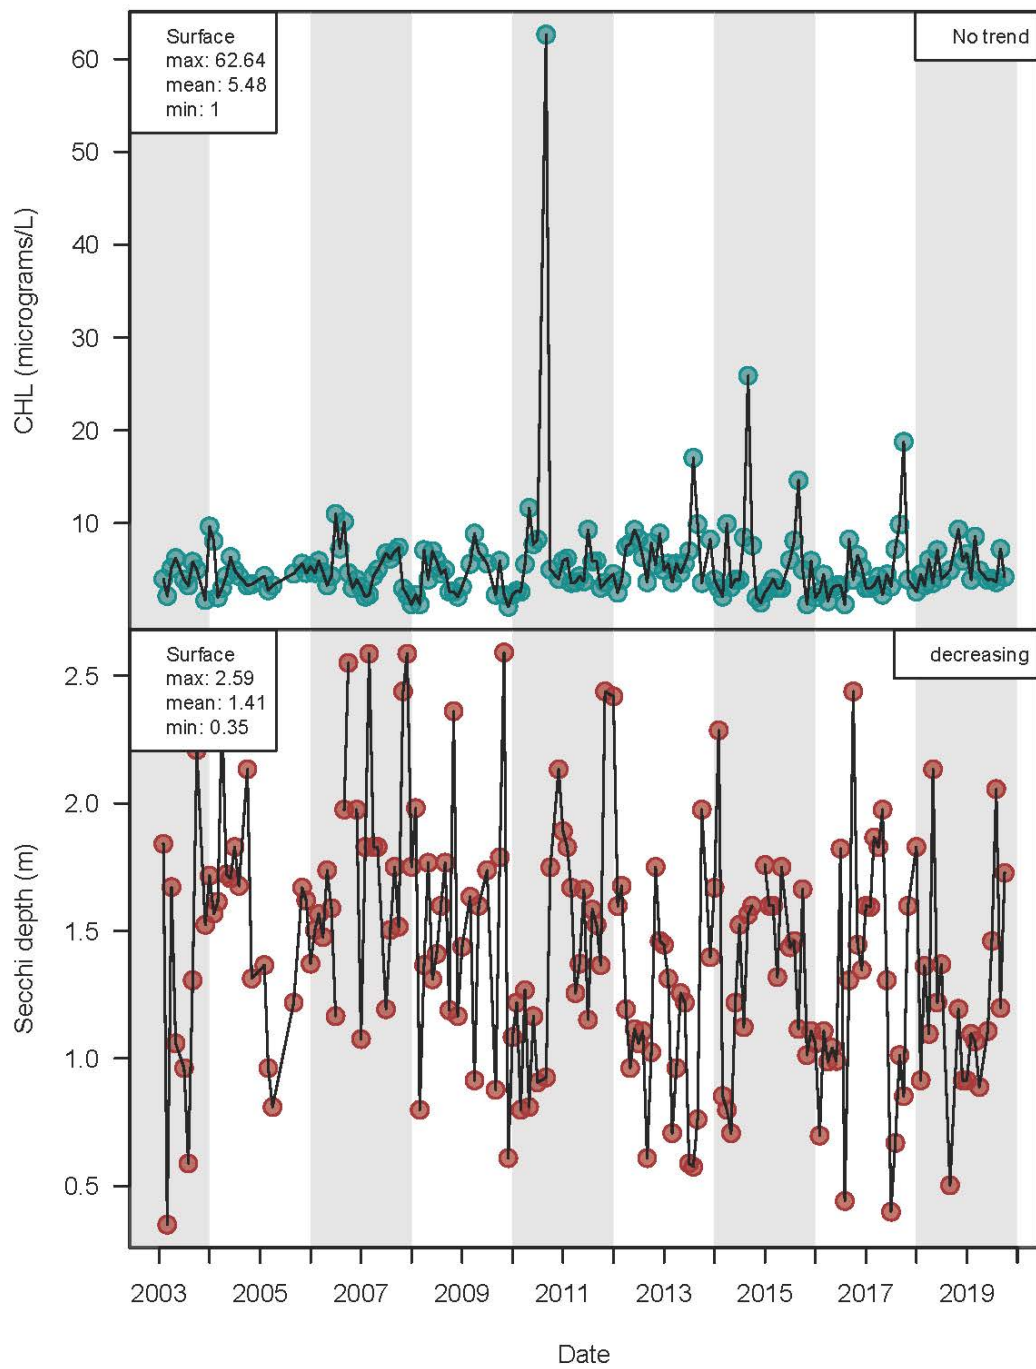 Surface
max: 62.64
mean: 5.48
min: 1
No trend
60
50
40
30
20
10
CHL (micrograms/L)
Surface
max: 2.59
mean: 1.41
min: 0.35
decreasing
2.5
2.0
1.5
1.0
0.5
Secchi depth (m)
2003 2005 2007 2009 2011 2013 2015 2017 2019
Date